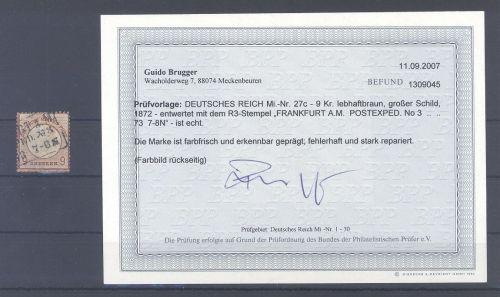 Guido Brugger
Wacholderweg 7, 88074 Meckenbeuren
11.09.2007
BEFUND 1309045
Prüfvorlage: DEUTSCHES REICH Mi.-Nr. 27c - 9 Kr. lebhaftbraun, großer Schild,
1872 - entwertet mit dem R3-Stempel „FRANKFURT A.M. POSTEXPED. No 3 .. ..
73 7-8N" - ist echt.
Die Marke ist farbfrisch und erkennbar geprägt; fehlerhaft und stark repariert.
(Farbbild rückseitig)
Prüfgebiet: Deutsches Reich Mi -Nr. 1 - 30
Die Prüfung erfolgte auf Grund der Prüfordnung des Bundes der Philatelistischen Prüfer e.V.
9 9